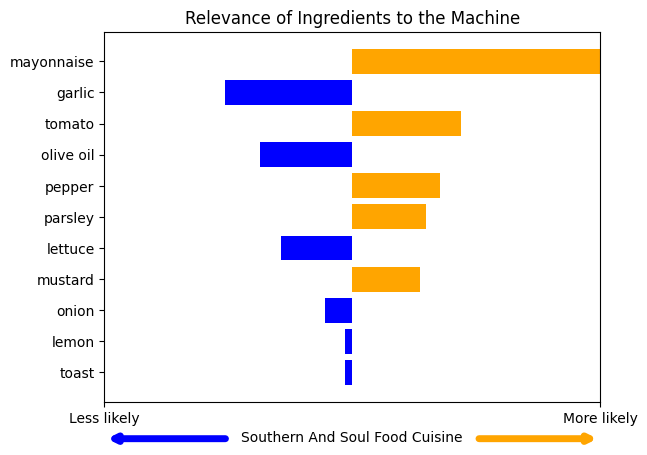 Relevance of Ingredients to the Machine
mayonnaise
garlic
tomato
olive oil
pepper
parsley
lettuce
mustard
onion
lemon
toast
Less likely More likely
Southern And Soul Food Cuisine